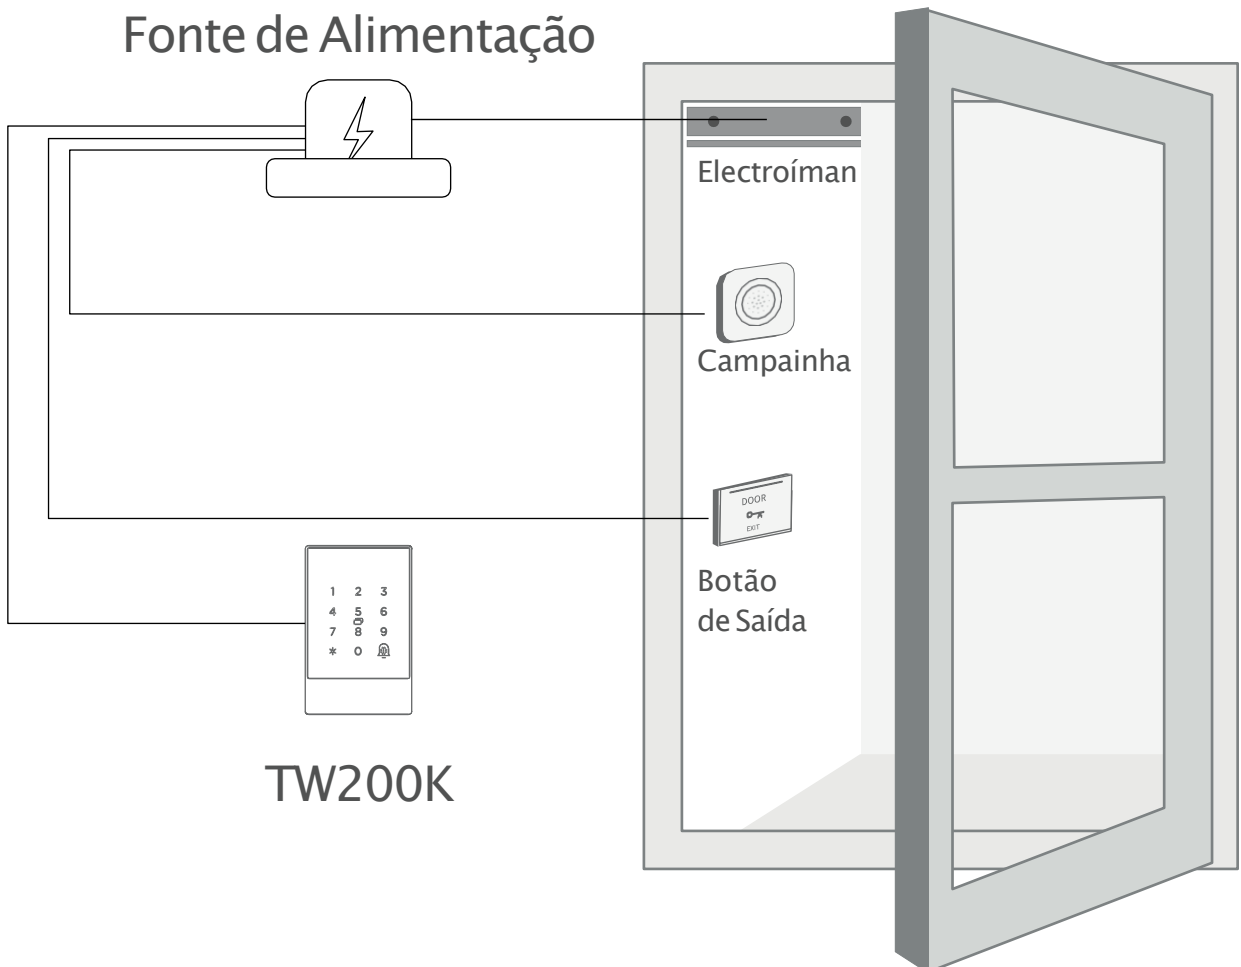 Fonte de Alimentação
Electroíman
Campainha
DOOR
EXIT
Botão
de Saída
1 2 3
4 5 6
7 8 9
* 0
TW200K